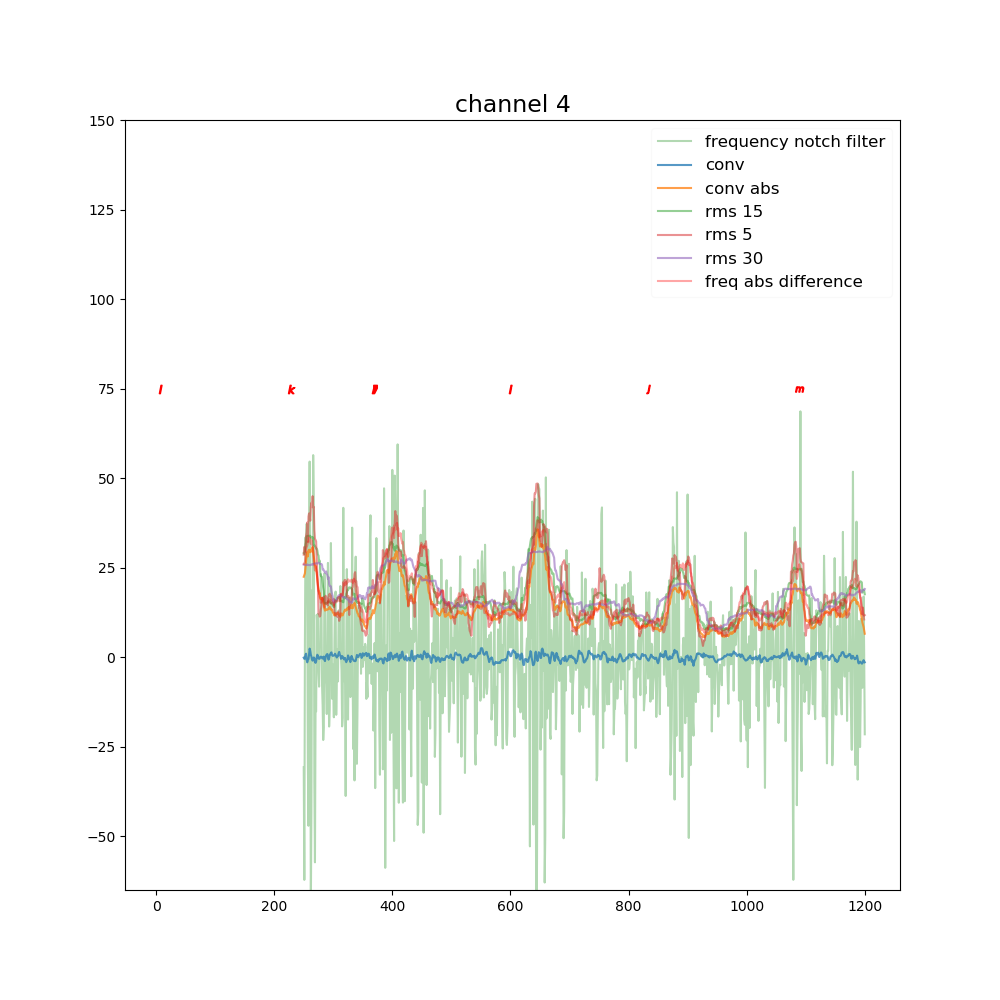 channel 4
150
125
100
75
50
25
0
−25
−50
frequency notch filter
conv
conv abs
rms 15
rms 5
rms 30
freq abs difference
l k l j m
0 200 400 600 800 1000 1200